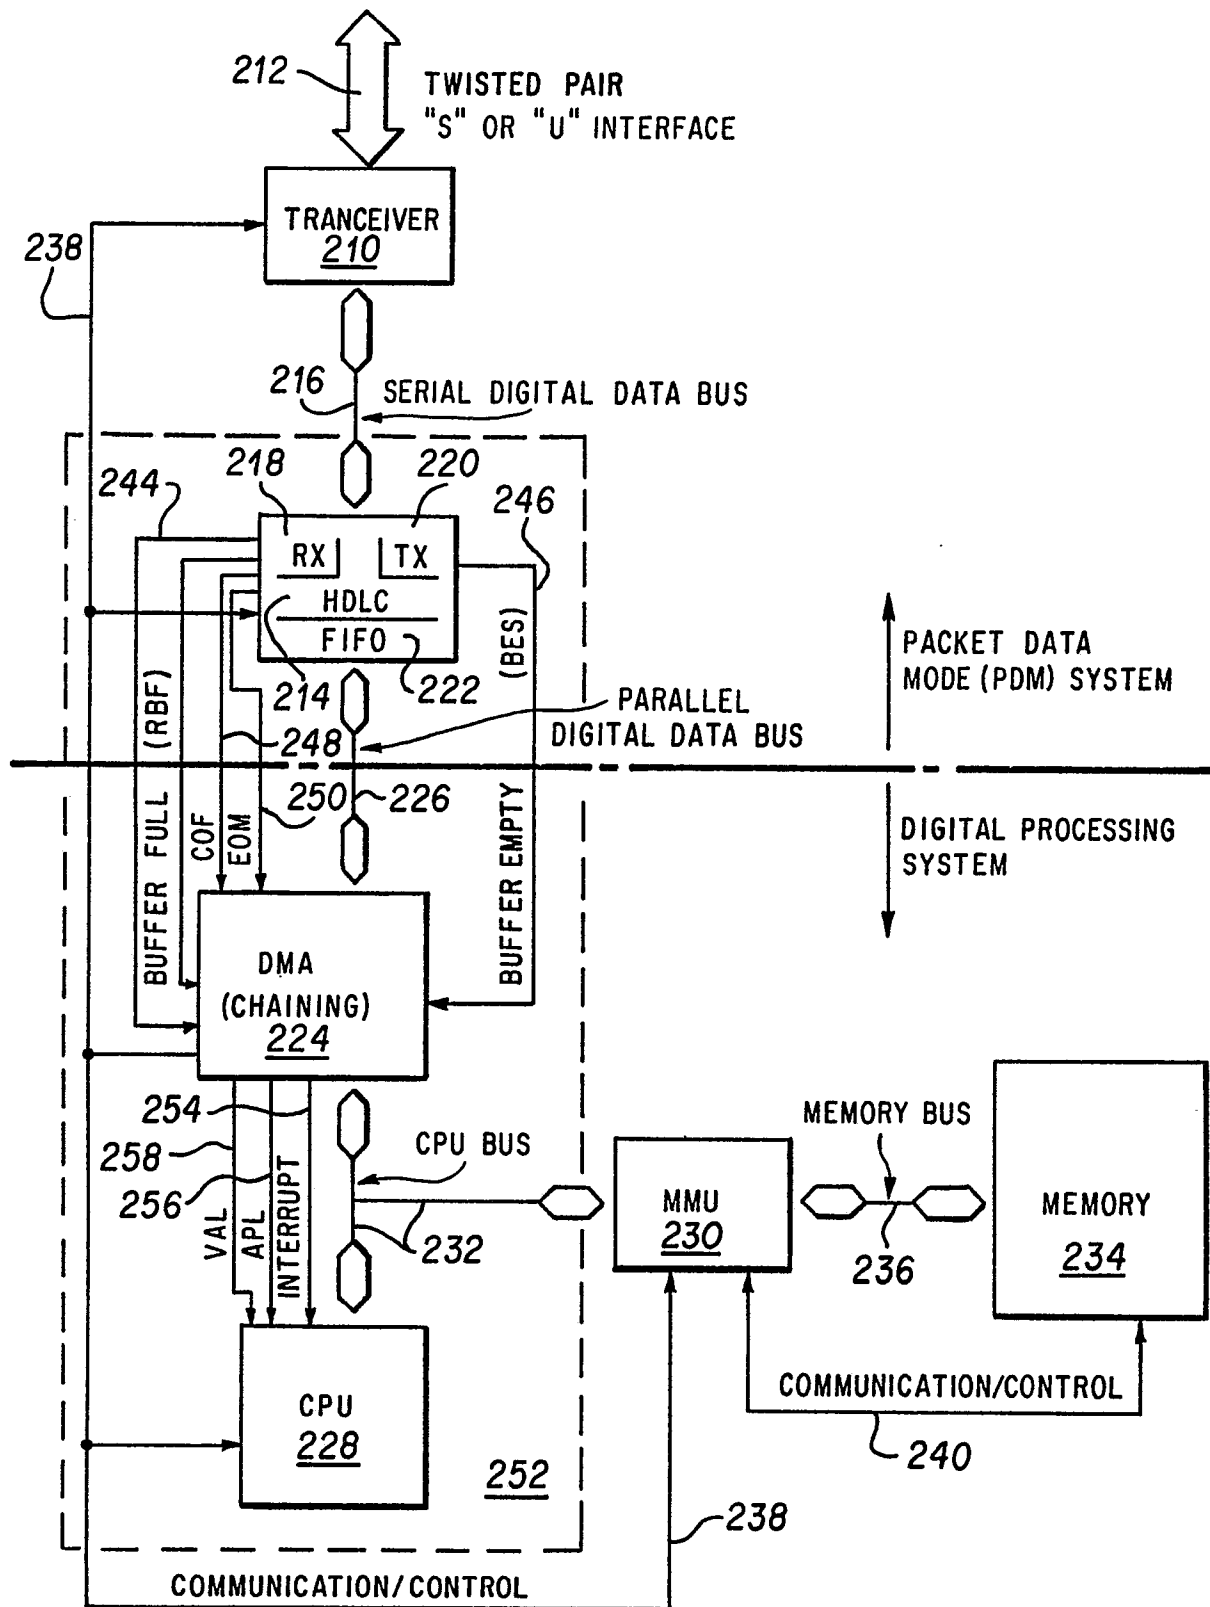 212
TWISTED PAIR
"S" OR "U" INTERFACE
TRANCEIVER
210
238
216
SERIAL DIGITAL DATA BUS
218
220
244
246
RX
TX
HDLC
FIFO
214
222
(BES)
BUFFER EMPTY
BUFFER FULL (RBF)
248
250
COF
EOM
PARALLEL
DIGITAL DATA BUS
226
PACKET DATA
MODE (PDM) SYSTEM
DIGITAL PROCESSING
SYSTEM
DMA
(CHAINING)
224
254
258
256
VAL
APL
INTERRUPT
CPU BUS
232
MMU
230
MEMORY BUS
236
MEMORY
234
CPU
228
252
COMMUNICATION/CONTROL
240
238
COMMUNICATION/CONTROL